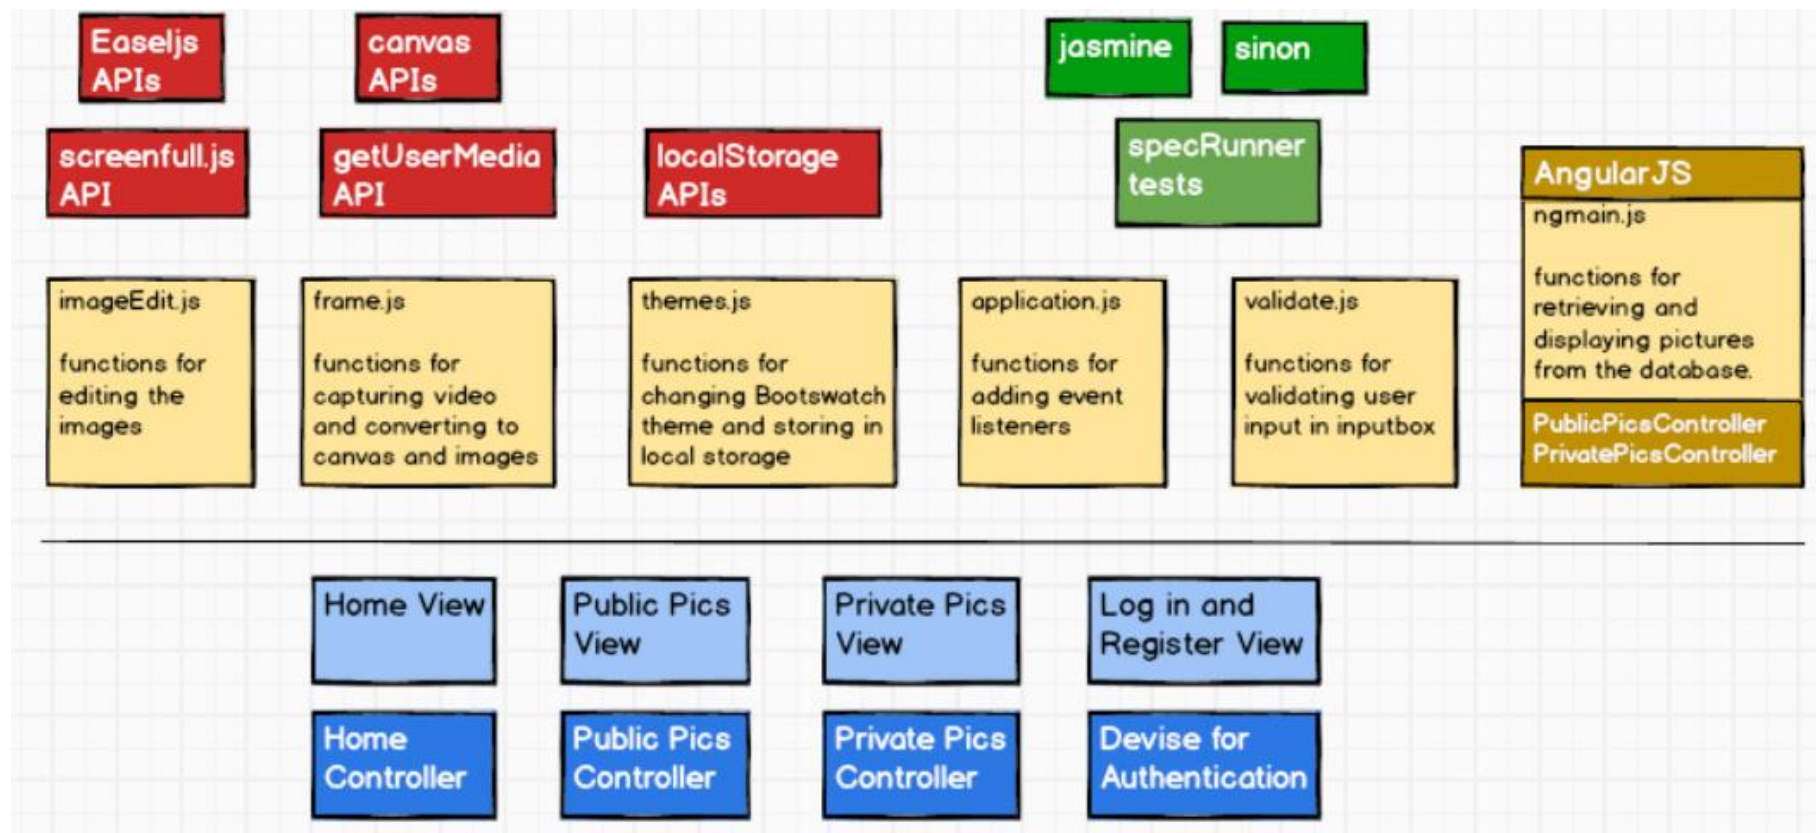 Easeljs
APIs
canvas
APIs
jasmine
sinon
screenfull.js
API
getUserMedia
API
localStorage
APIs
specRunner
tests
AngularJS
ngmain.js
functions for
retrieving and
displaying pictures
from the database.
PublicPicsController
PrivatePicsController
imageEdit.js
functions for
editing the
images
frame.js
functions for
capturing video
and converting to
canvas and images
themes.js
functions for
changing Bootswatch
theme and storing in
local storage
application.js
functions for
adding event
listeners
validate.js
functions for
validating user
input in inputbox
Home View
Public Pics
View
Private Pics
View
Log in and
Register View
Home
Controller
Public Pics
Controller
Private Pics
Controller
Devise for
Authentication